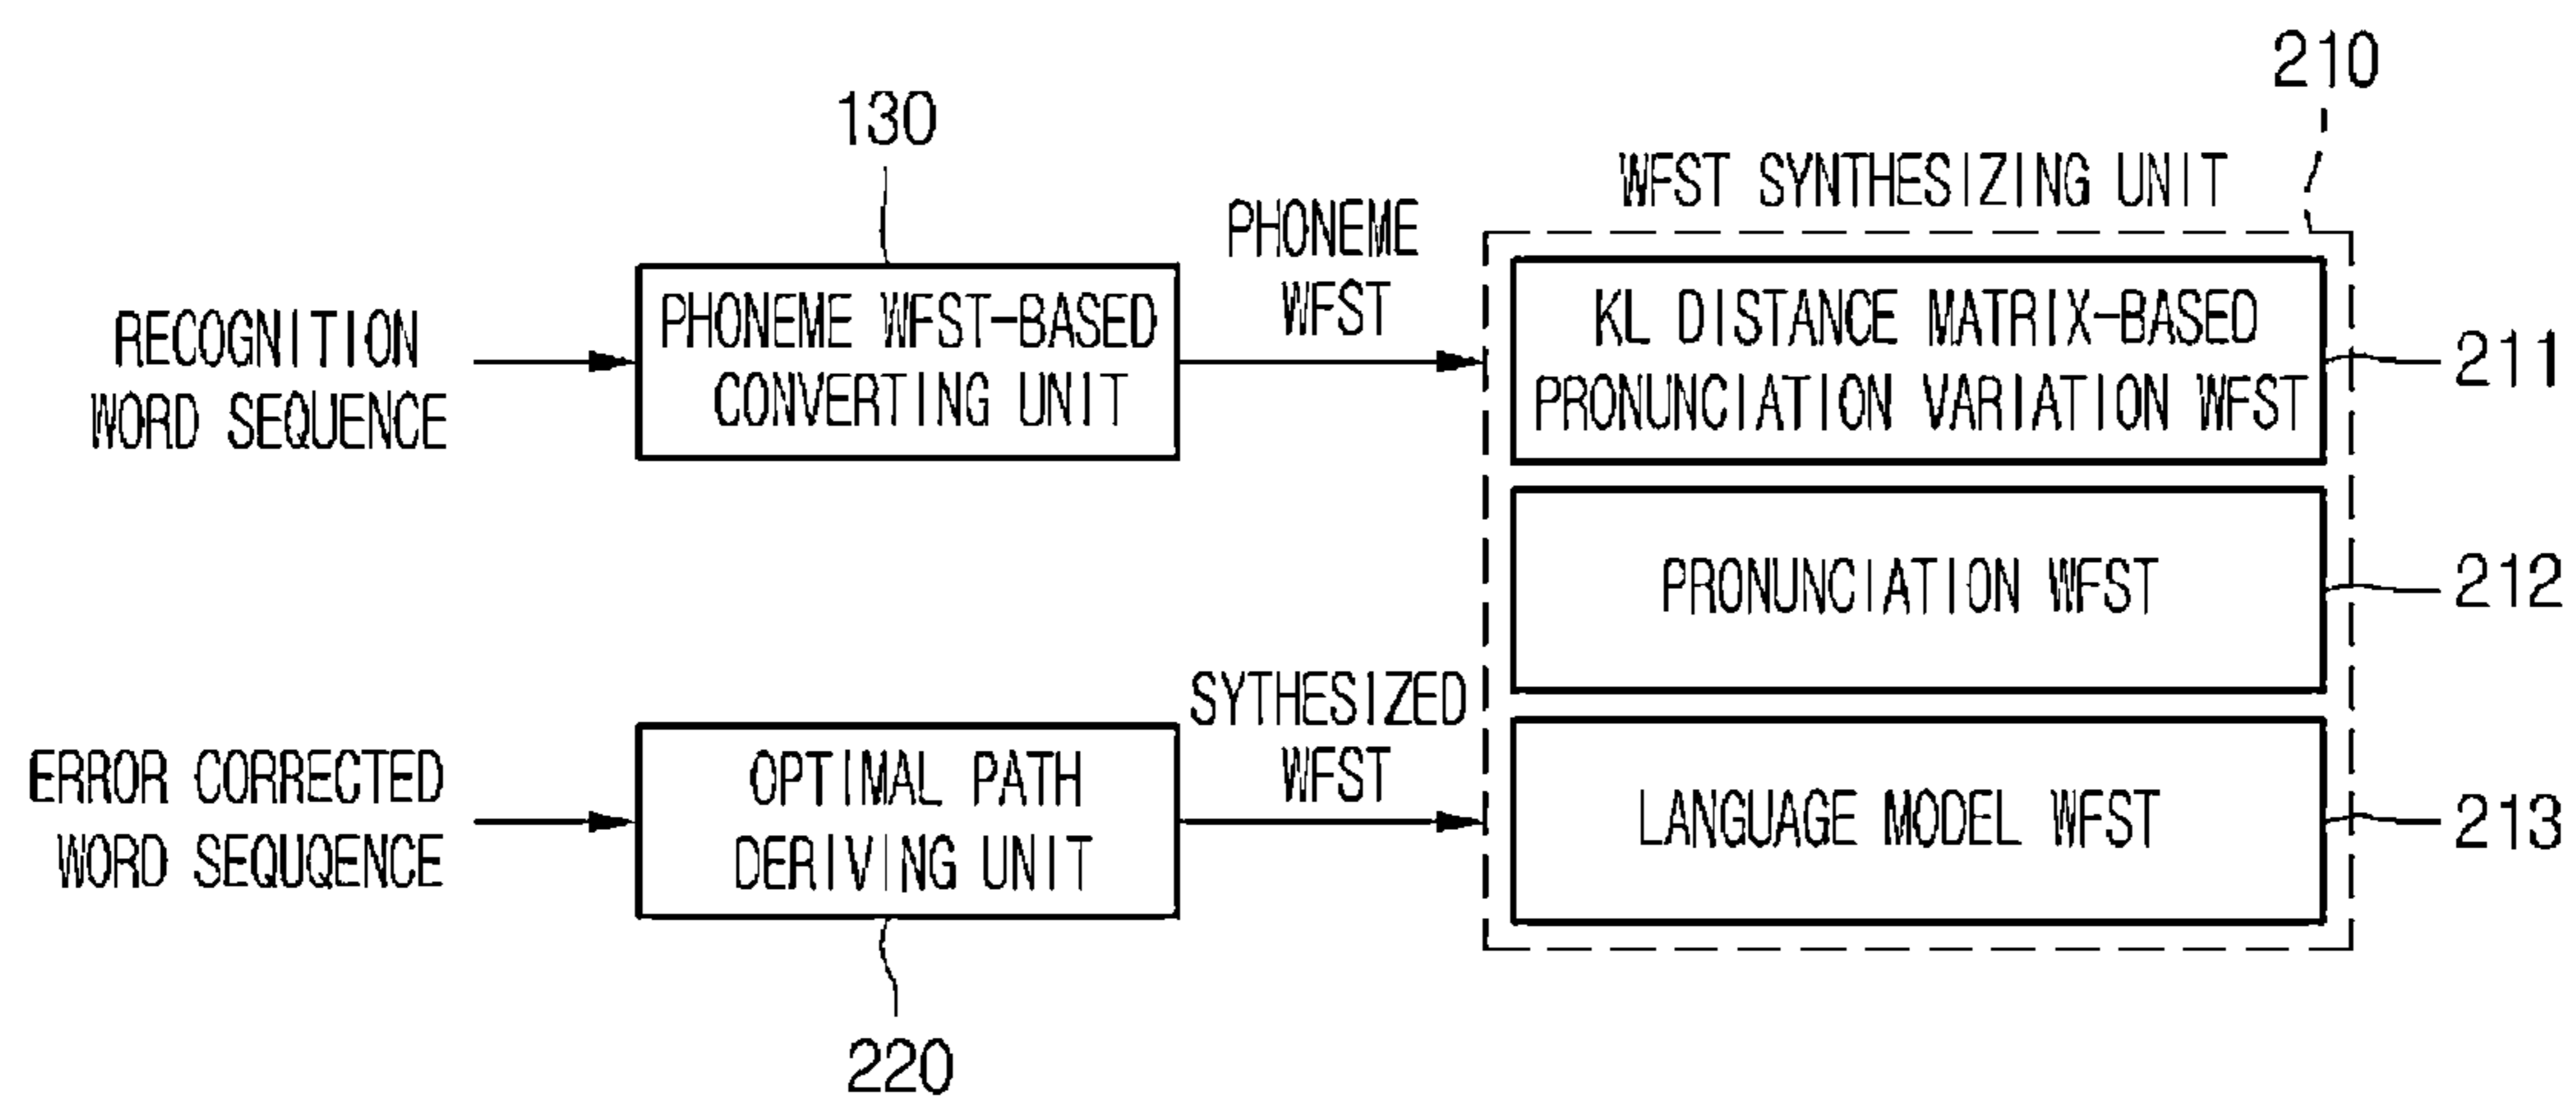 210
130
WFST SYNTHESIZING UNIT
PHONEME
WFST
RECOGNITION
WORD SEQUENCE
PHONEME WFST-BASED
CONVERTING UNIT
KL DISTANCE MATRIX-BASED
PRONUNCIATION VARIATION WFST
211
PRONUNCIATION WFST
212
SYTHESIZED
WFST
ERROR CORRECTED
WORD SEQUQENCE
OPTIMAL PATH
DERIVING UNIT
LANGUAGE MODEL WFST
213
220